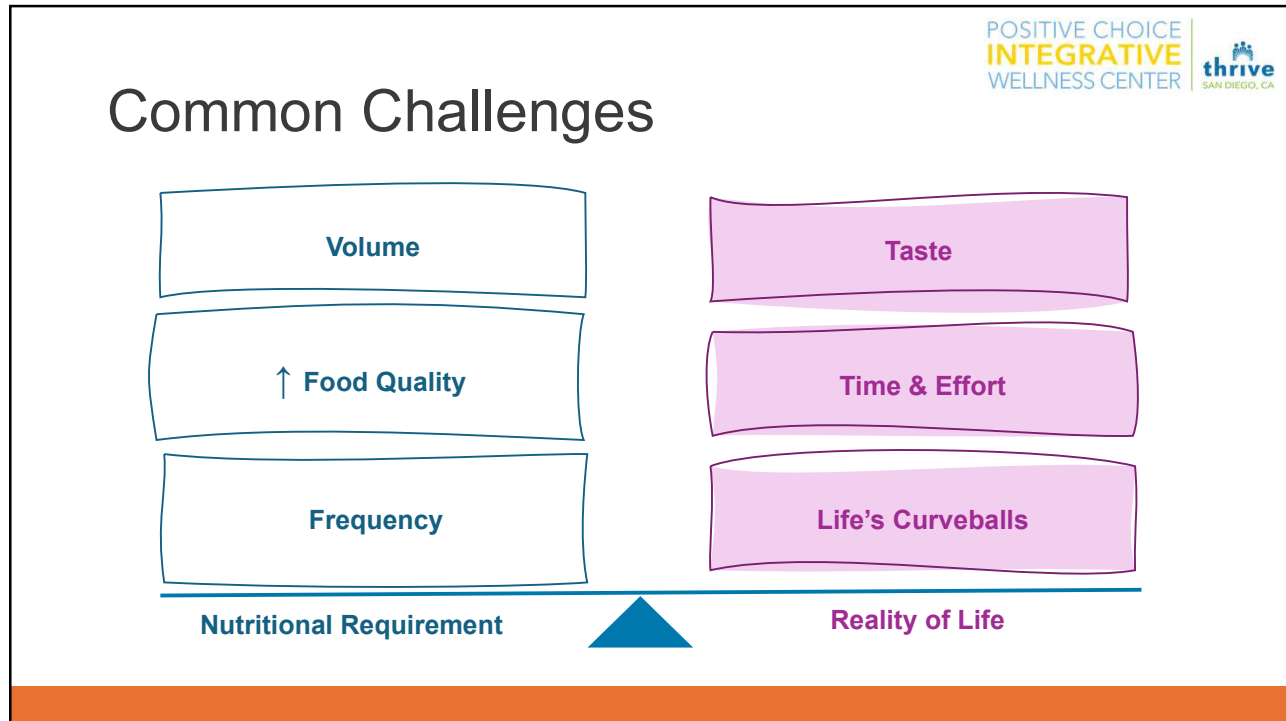 POSITIVE CHOICE
INTEGRATIVE
WELLNESS CENTER
thrive
SAN DIEGO, CA
Common Challenges
Volume
↑ Food Quality
Frequency
Taste
Time & Effort
Life's Curveballs
Nutritional Requirement
Reality of Life